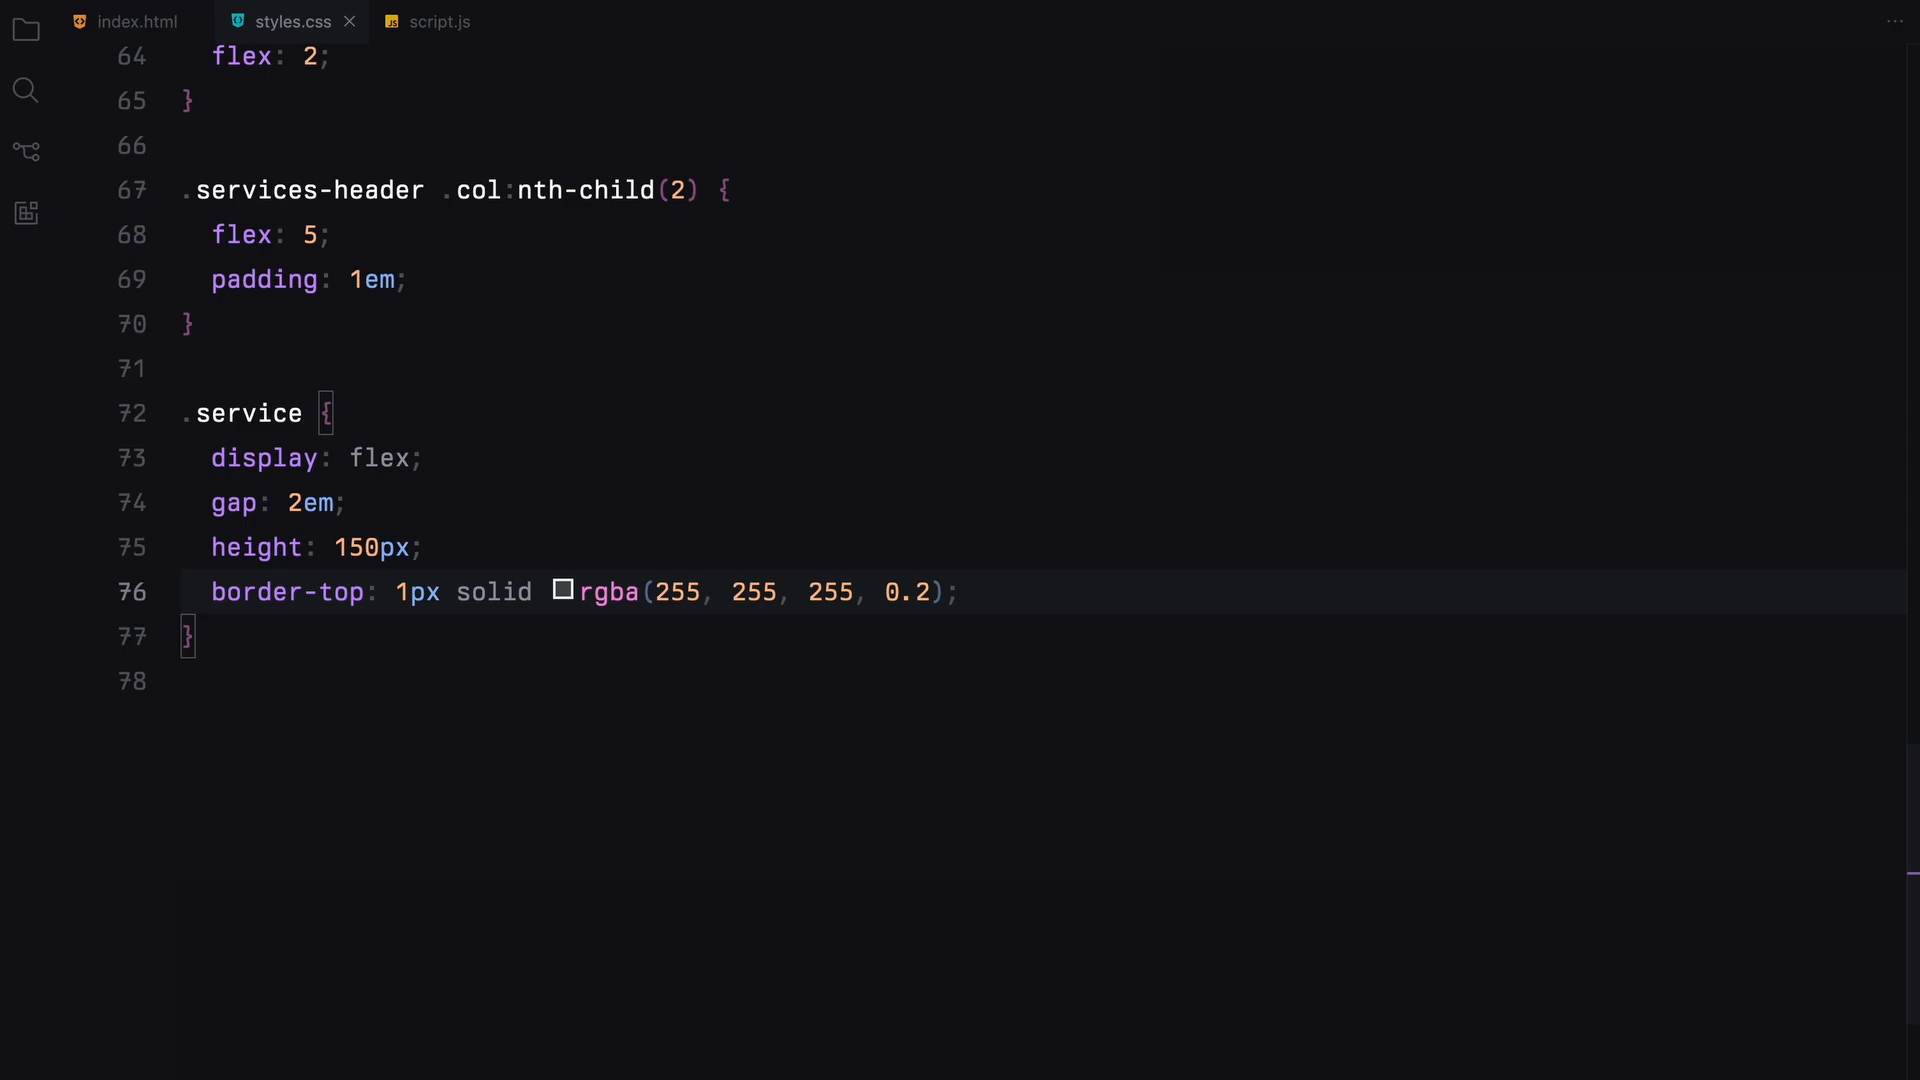 index.html styles.css script.js
64 flex: 2;
65 }
66
67 .services-header .col:nth-child(2) {
68 flex: 5;
69 padding: 1em;
70 }
71
72 .service {
73 display: flex;
74 gap: 2em;
75 height: 150px;
76 border-top: 1px solid rgba(255, 255, 255, 0.2);
77 }
78